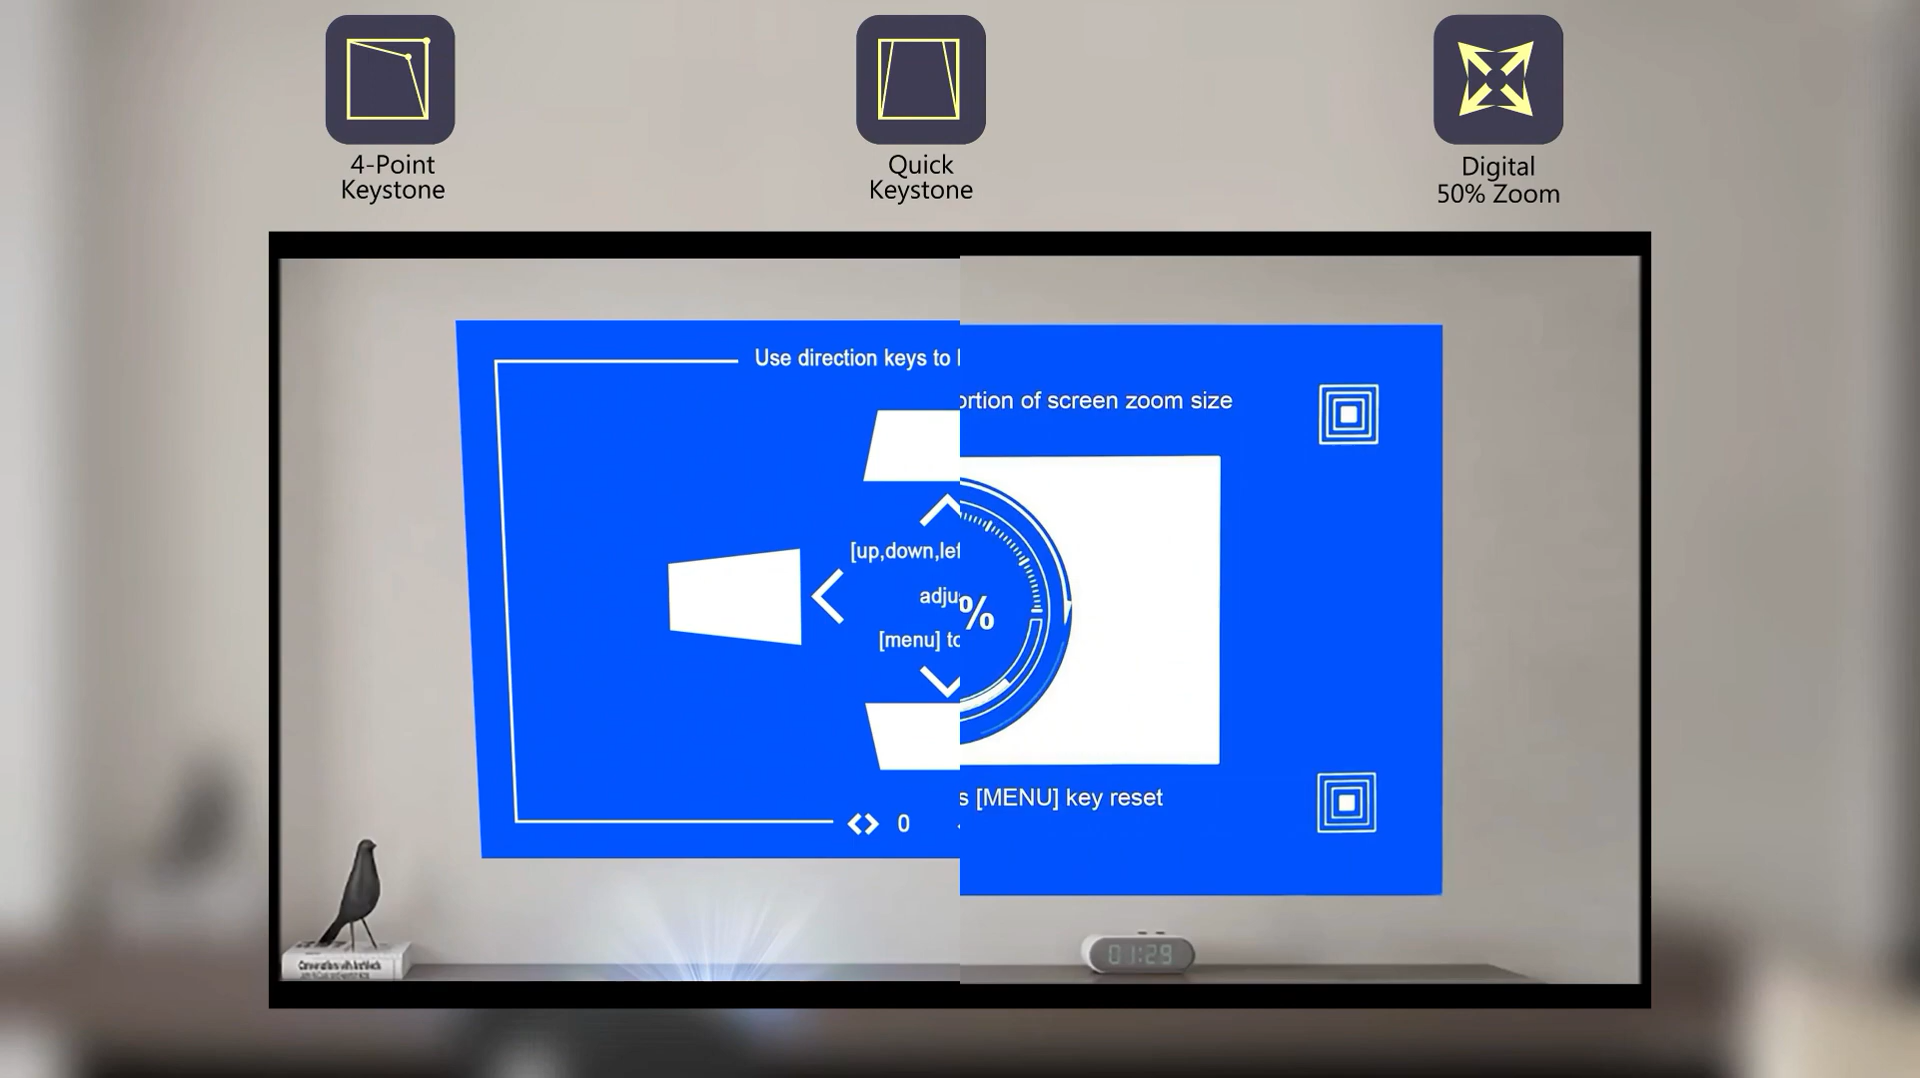 4-Point
Keystone
Quick
Keystone
Digital
50% Zoom
Use direction keys to
ortion of screen zoom size
[up,down,lef
adju
%
[menu] to
s [MENU] key reset
0
01:29